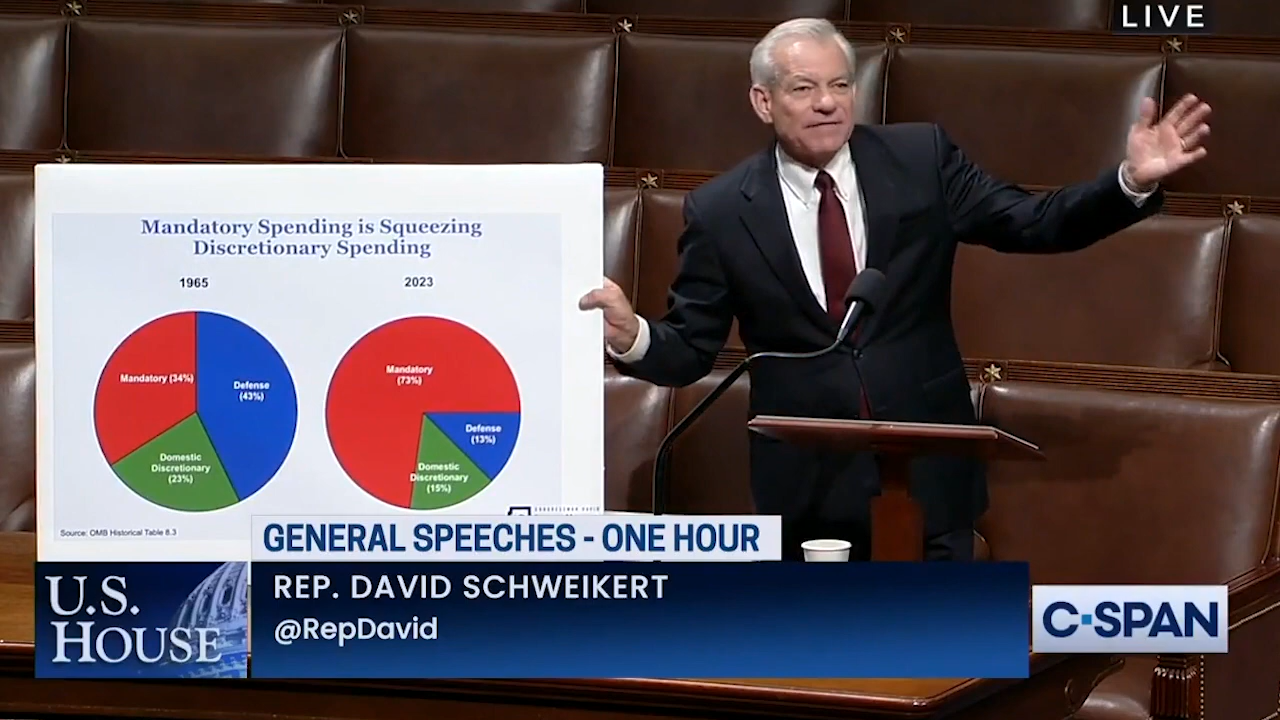 LIVE
Mandatory Spending is Squeezing
Discretionary Spending
1965
2023
Mandatory (34%)
Defense
(43%)
Domestic
Discretionary
(23%)
Mandatory
(73%)
Defense
(13%)
Domestic
Discretionary
(15%)
Source: OMB Historical Table 8.3
CONGRESSMAN DAVID
GENERAL SPEECHES - ONE HOUR
U.S.
HOUSE
REP. DAVID SCHWEIKERT
@RepDavid
C-SPAN